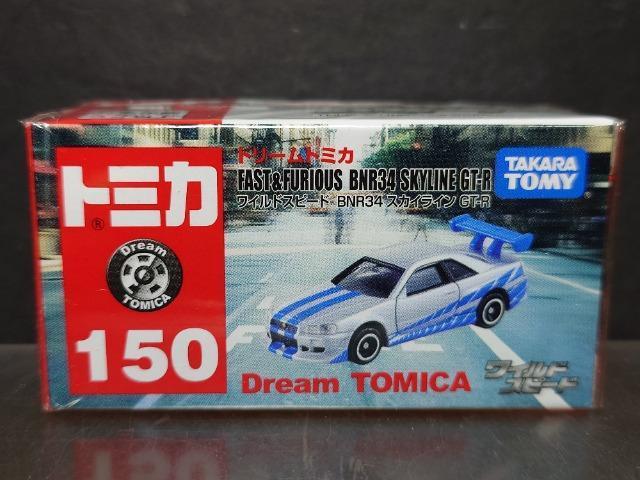 トミカ
®
Dream
TOMICA
150
ドリームトミカ
FAST&FURIOUS BNR34 SKYLINE GT-R
ワイルドスピード BNR34 スカイライン GT-R
TAKARA
TOMY
Dream TOMICA
ワイルド
スピード